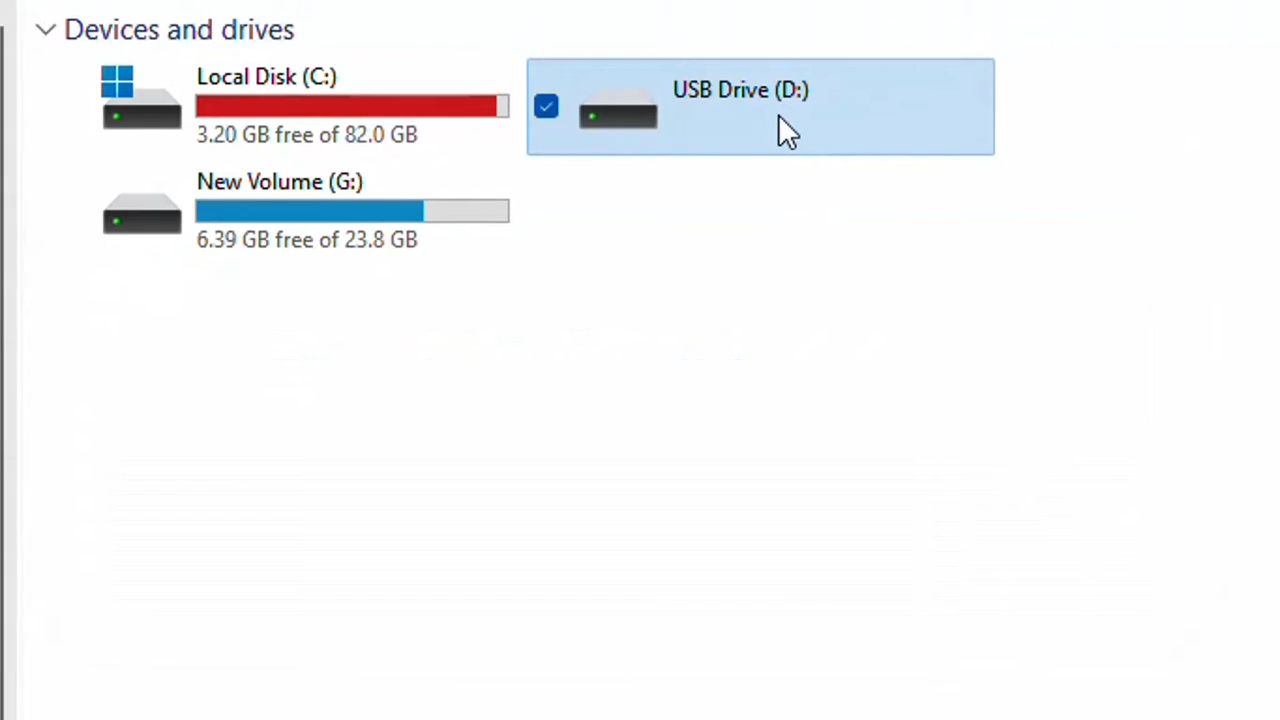 Devices and drives
Local Disk (C:)
3.20 GB free of 82.0 GB
USB Drive (D:)
New Volume (G:)
6.39 GB free of 23.8 GB